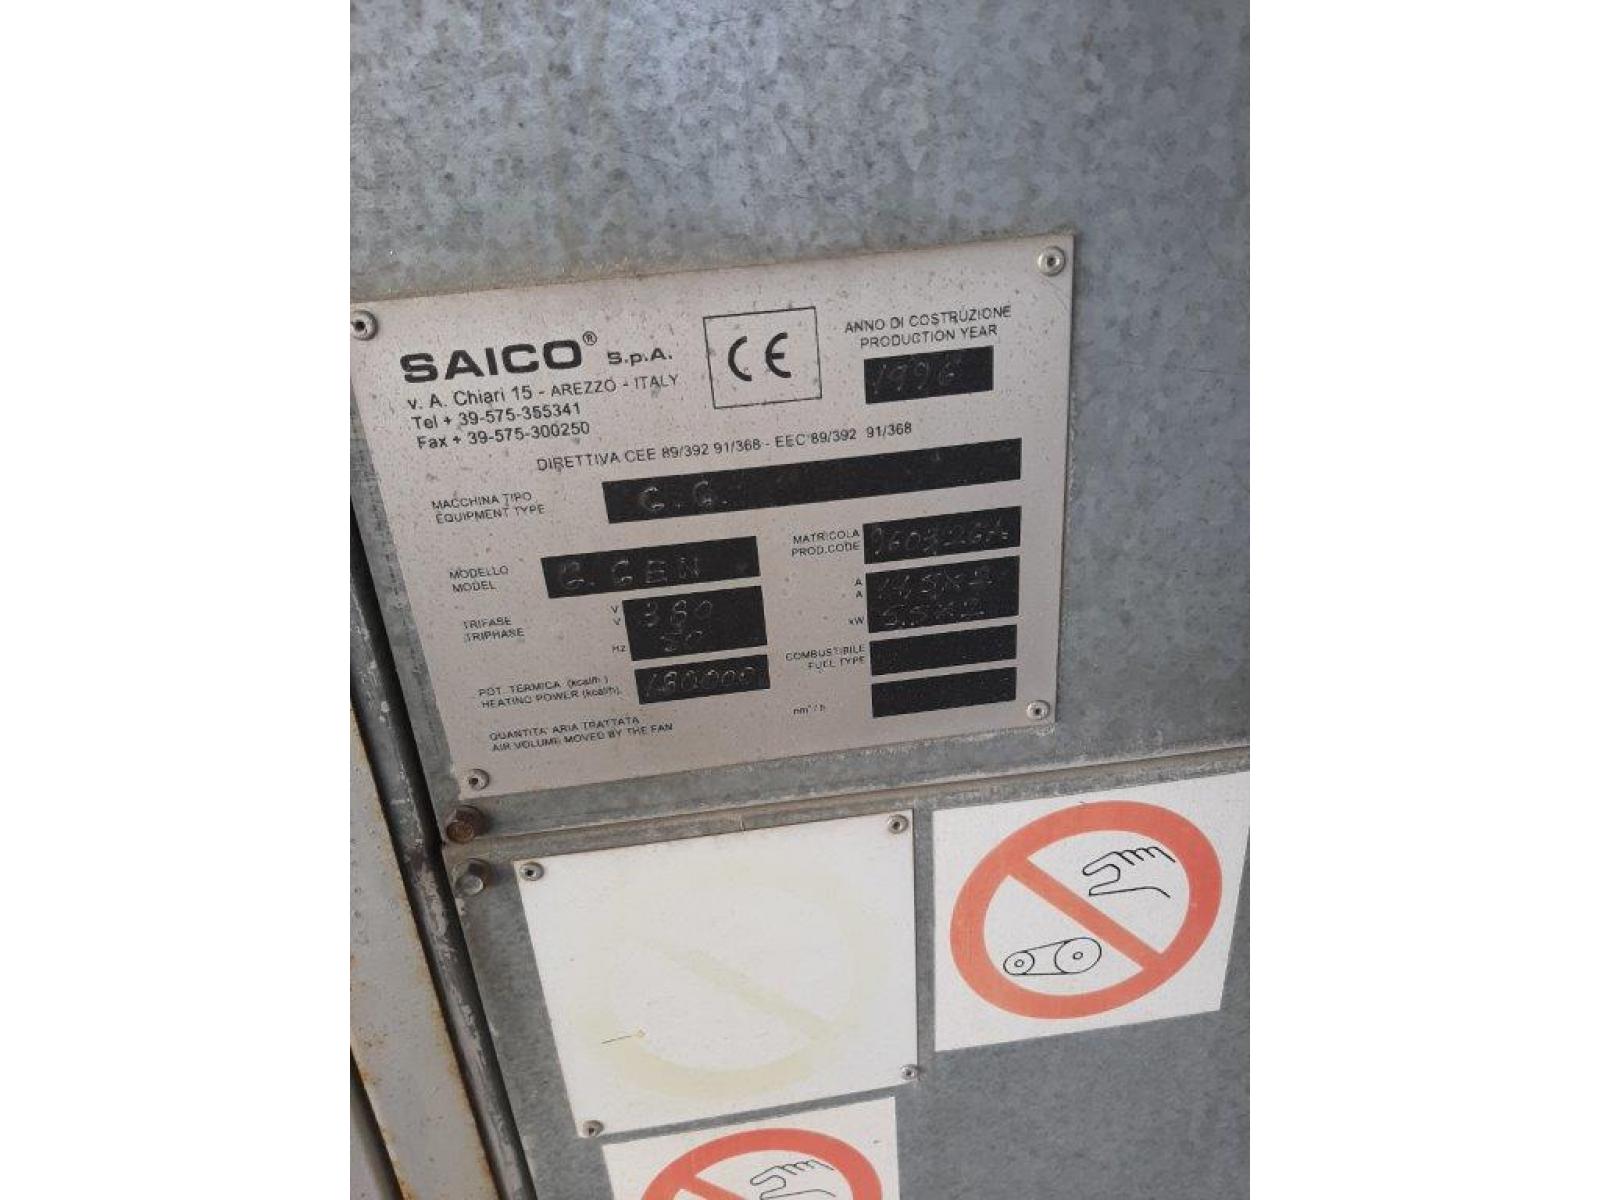 SAICO® S.p.A.
v. A. Chiari 15 - AREZZO - ITALY
Tel + 39-575-355341
Fax + 39-575-300250
CE
ANNO DI COSTRUZIONE
PRODUCTION YEAR
1996
DIRETTIVA CEE 89/392 91/368 - EEC 89/392 91/368
MACCHINA TIPO
EQUIPMENT TYPE
G. G.
MODELLO
MODEL
G. GEN
MATRICOLA
PROD.CODE
TRIFASE
TRIPHASE
V
V
380
Hz
50
A
A
kW
5.5X2
POT. TERMICA (kcal/h)
HEATING POWER (kcal/h)
180000
COMBUSTIBILE
FUEL TYPE
QUANTITA' ARIA TRATTATA
AIR VOLUME MOVED BY THE FAN
nm³/h